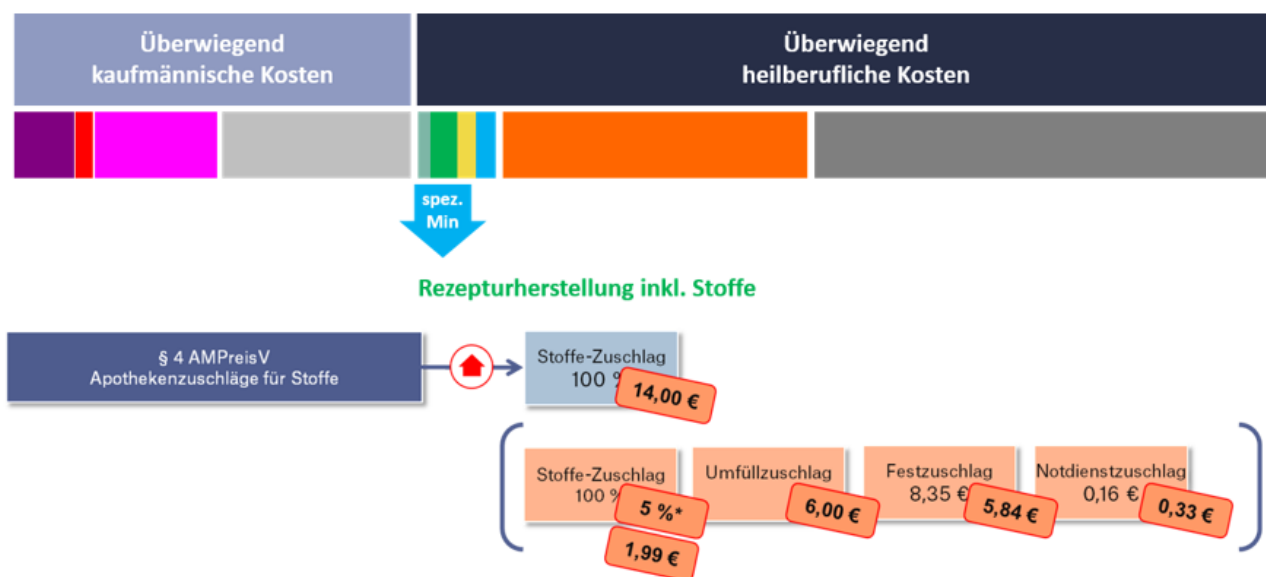 Überwiegend
kaufmännische Kosten
Überwiegend
heilberufliche Kosten
spez.
Min
Rezepturherstellung inkl. Stoffe
§ 4 AMPreisV
Apothekenzuschläge für Stoffe
Stoffe-Zuschlag
100 %
14,00 €
Stoffe-Zuschlag
100 %
5 %*
1,99 €
Umfüllzuschlag
6,00 €
Festzuschlag
8,35 €
5,84 €
Notdienstzuschlag
0,16 €
0,33 €